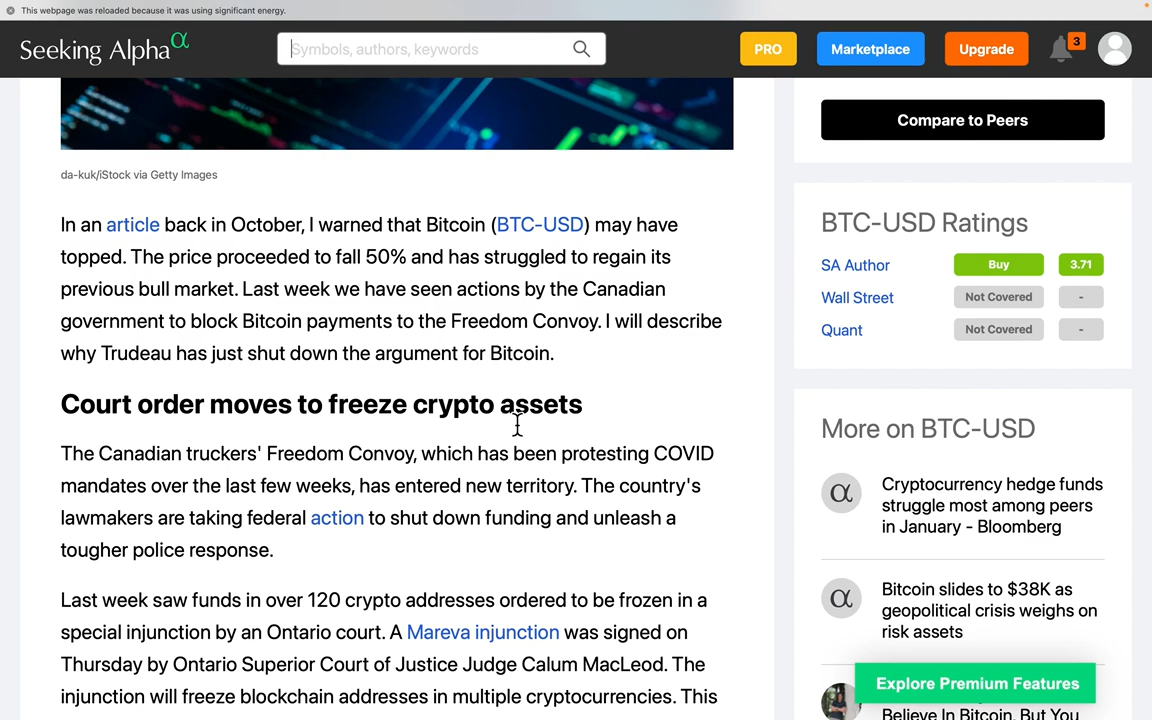 This webpage was reloaded because it was using significant energy.
Seeking Alpha α
Symbols, authors, keywords
PRO
Marketplace
Upgrade
3
da-kuk/iStock via Getty Images
In an article back in October, I warned that Bitcoin (BTC-USD) may have
topped. The price proceeded to fall 50% and has struggled to regain its
previous bull market. Last week we have seen actions by the Canadian
government to block Bitcoin payments to the Freedom Convoy. I will describe
why Trudeau has just shut down the argument for Bitcoin.
Court order moves to freeze crypto assets
The Canadian truckers' Freedom Convoy, which has been protesting COVID
mandates over the last few weeks, has entered new territory. The country's
lawmakers are taking federal action to shut down funding and unleash a
tougher police response.
Last week saw funds in over 120 crypto addresses ordered to be frozen in a
special injunction by an Ontario court. A Mareva injunction was signed on
Thursday by Ontario Superior Court of Justice Judge Calum MacLeod. The
injunction will freeze blockchain addresses in multiple cryptocurrencies. This
Compare to Peers
BTC-USD Ratings
SA Author Buy 3.71
Wall Street Not Covered -
Quant Not Covered -
More on BTC-USD
α
Cryptocurrency hedge funds
struggle most among peers
in January - Bloomberg
α
Bitcoin slides to $38K as
geopolitical crisis weighs on
risk assets
Explore Premium Features
Believe In Bitcoin, But You